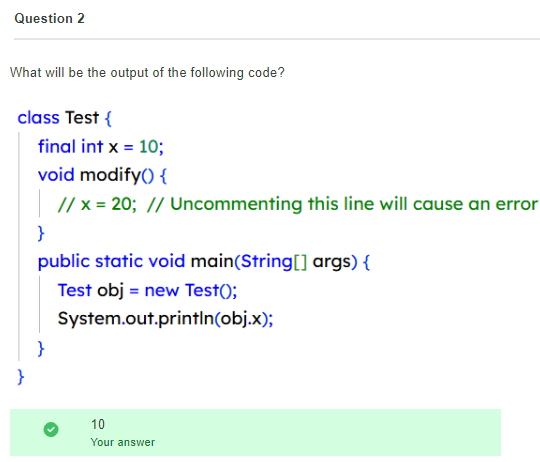 Question 2
What will be the output of the following code?
class Test {
final int x = 10;
void modify() {
// x = 20; // Uncommenting this line will cause an error
}
public static void main(String[] args) {
Test obj = new Test();
System.out.println(obj.x);
}
}
10
Your answer